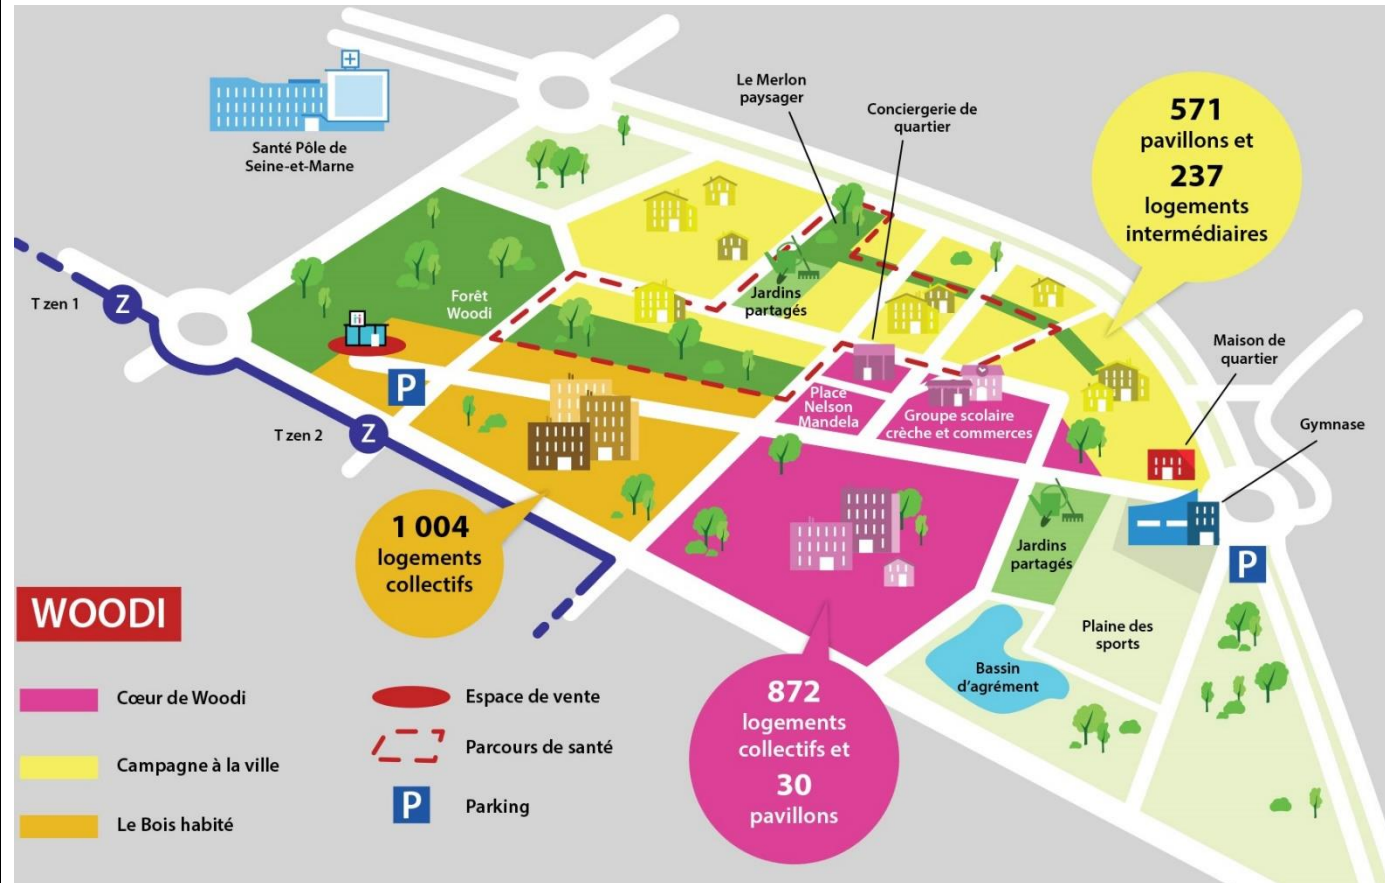 Le Merlon
paysager
Conciergerie de
quartier
571
pavillons et
237
logements
intermédiaires
Santé Pôle de
Seine-et-Marne
T zen 1
Z
Forêt
Woodi
Jardins
partagés
Maison de
quartier
P
Place
Nelson
Mandela
Groupe scolaire
crèche et commerces
Gymnase
T zen 2
Z
1 004
logements
collectifs
Jardins
partagés
P
WOODI
Plaine des
sports
Bassin
d'agrément
872
logements
collectifs et
30
pavillons
Cœur de Woodi
Campagne à la ville
Le Bois habité
Espace de vente
Parcours de santé
P
Parking